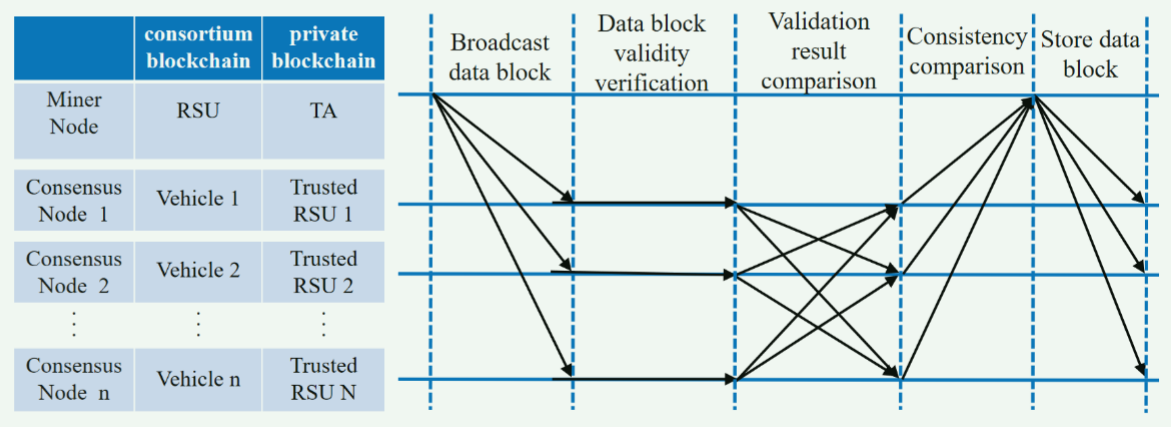 consortium
blockchain
private
blockchain
Miner
Node
RSU
TA
Consensus
Node 1
Vehicle 1
Trusted
RSU 1
Consensus
Node 2
Vehicle 2
Trusted
RSU 2
⋮ ⋮ ⋮
Consensus
Node n
Vehicle n
Trusted
RSU N
Broadcast
data block
Data block
validity
verification
Validation
result
comparison
Consistency
comparison
Store data
block